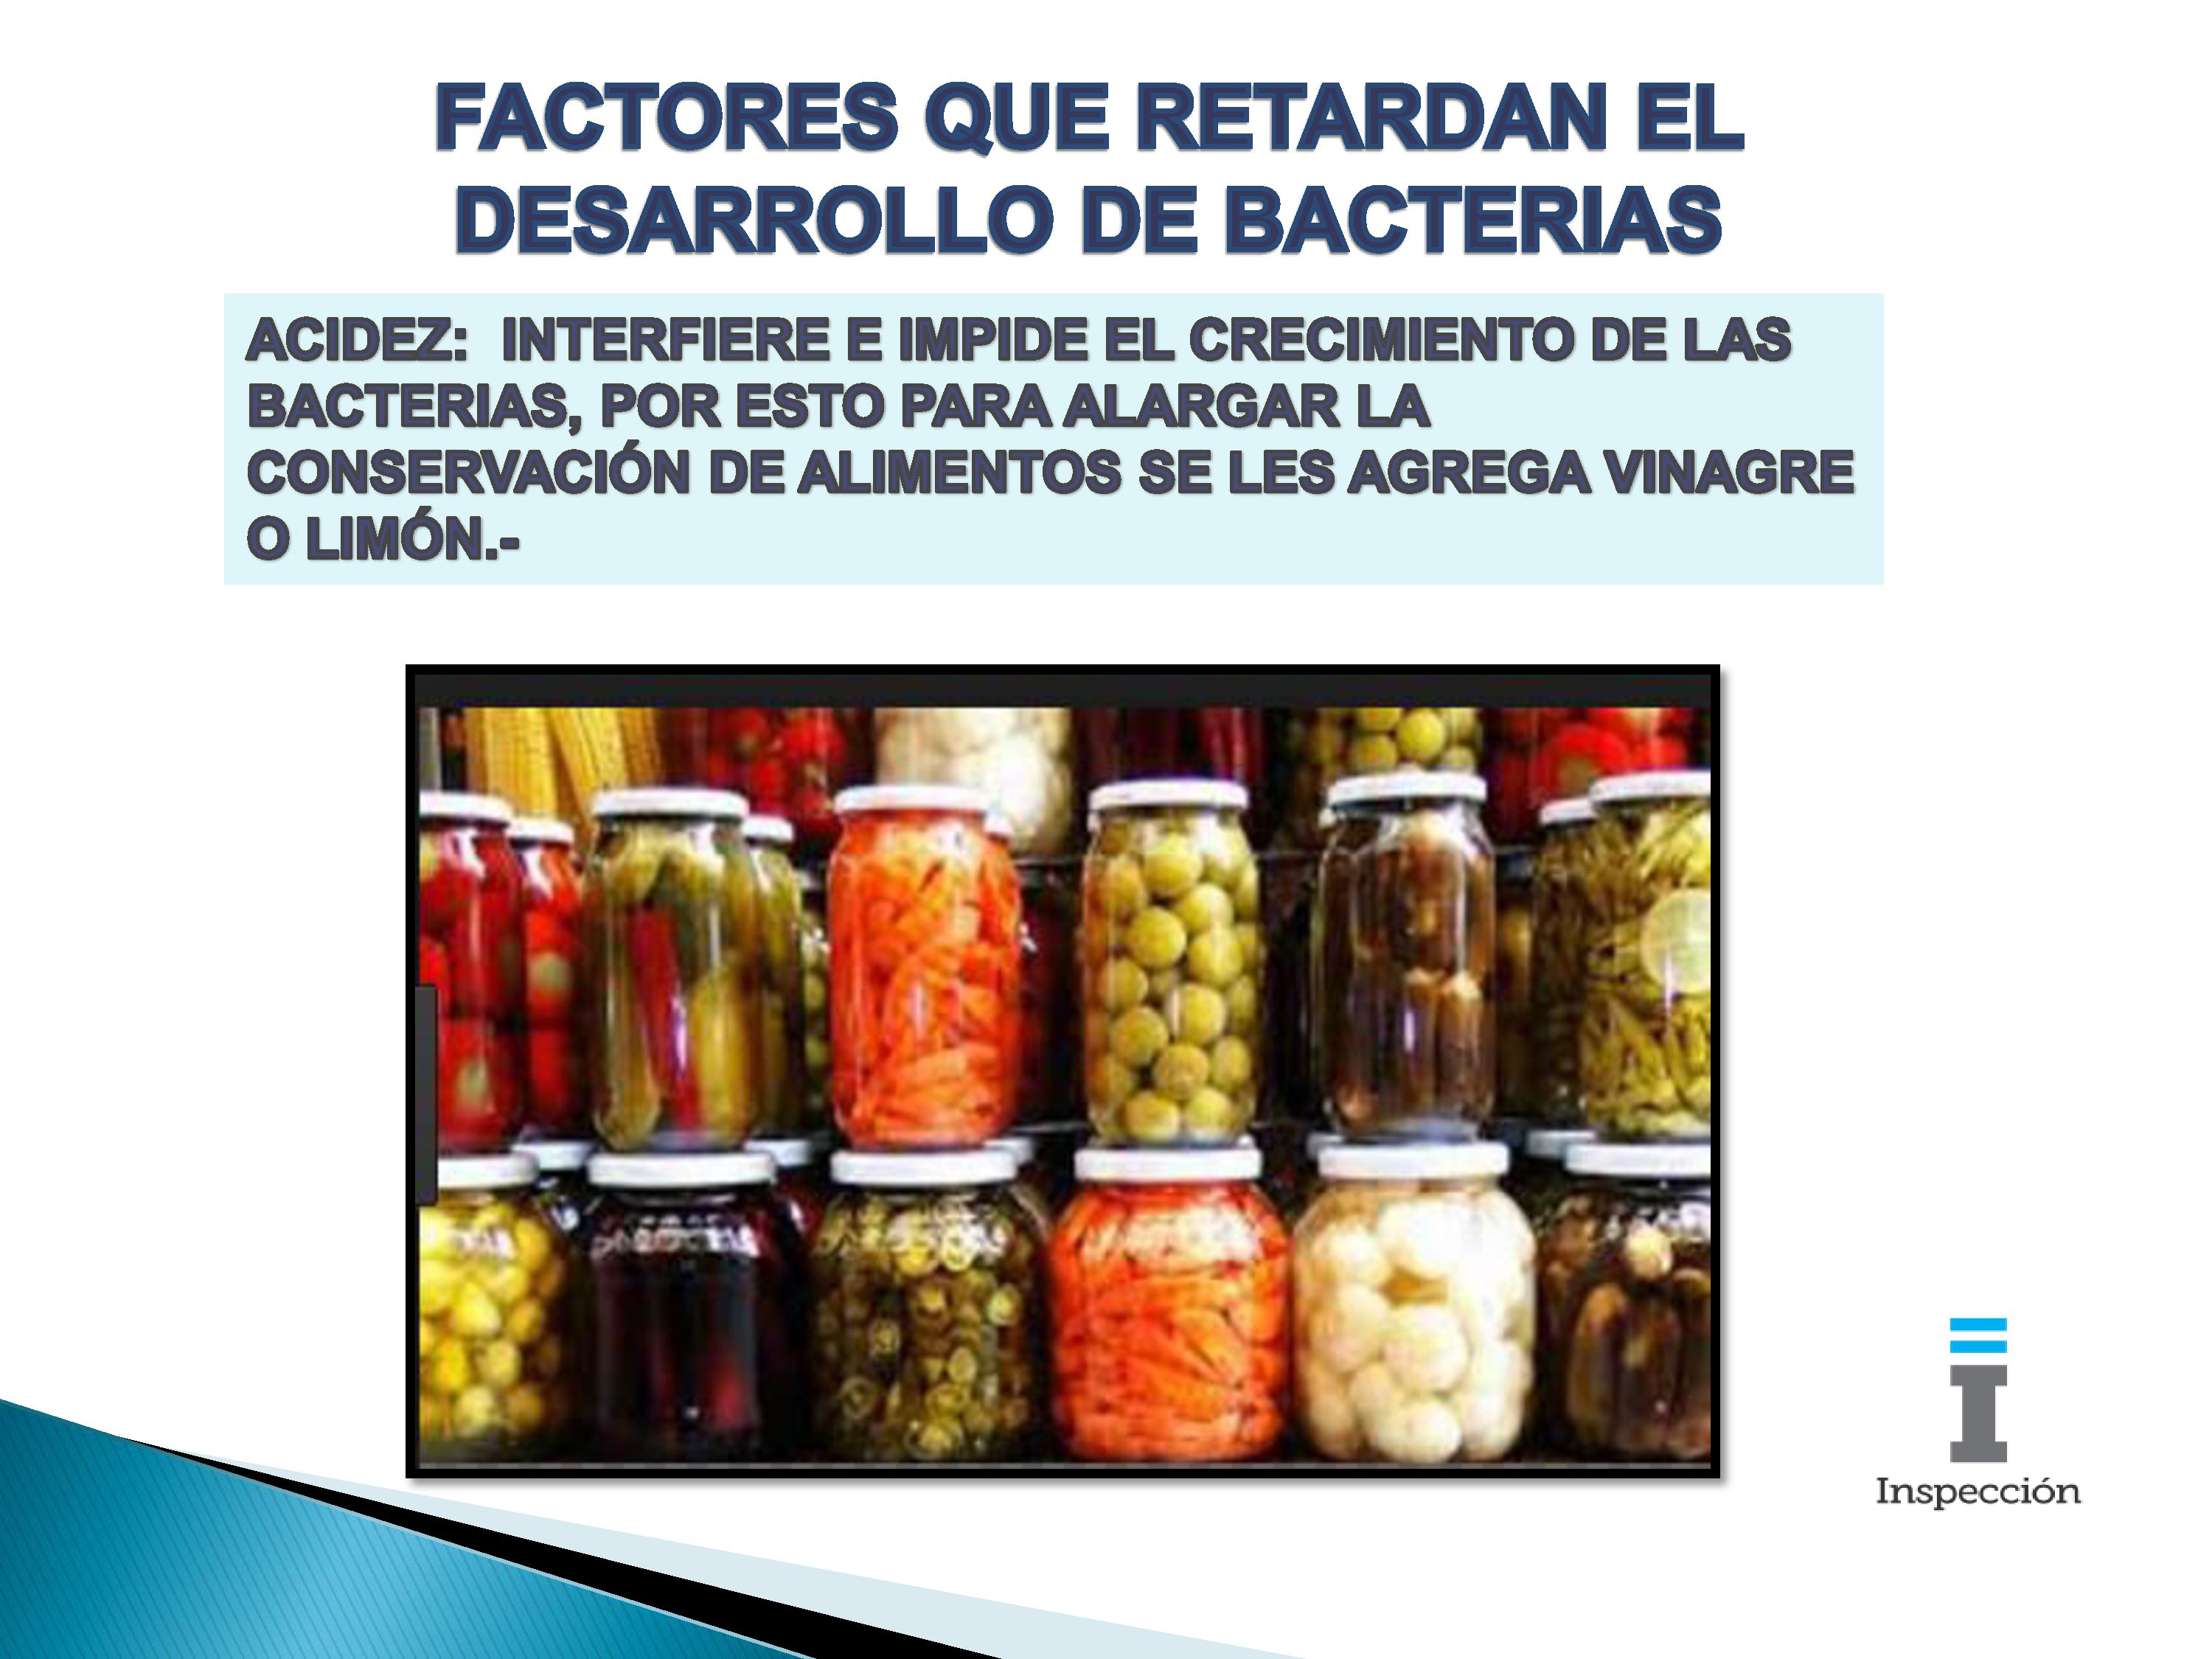 FACTORES QUE RETARDAN EL
DESARROLLO DE BACTERIAS
ACIDEZ: INTERFIERE E IMPIDE EL CRECIMIENTO DE LAS
BACTERIAS, POR ESTO PARA ALARGAR LA
CONSERVACIÓN DE ALIMENTOS SE LES AGREGA VINAGRE
O LIMÓN.-
Inspección